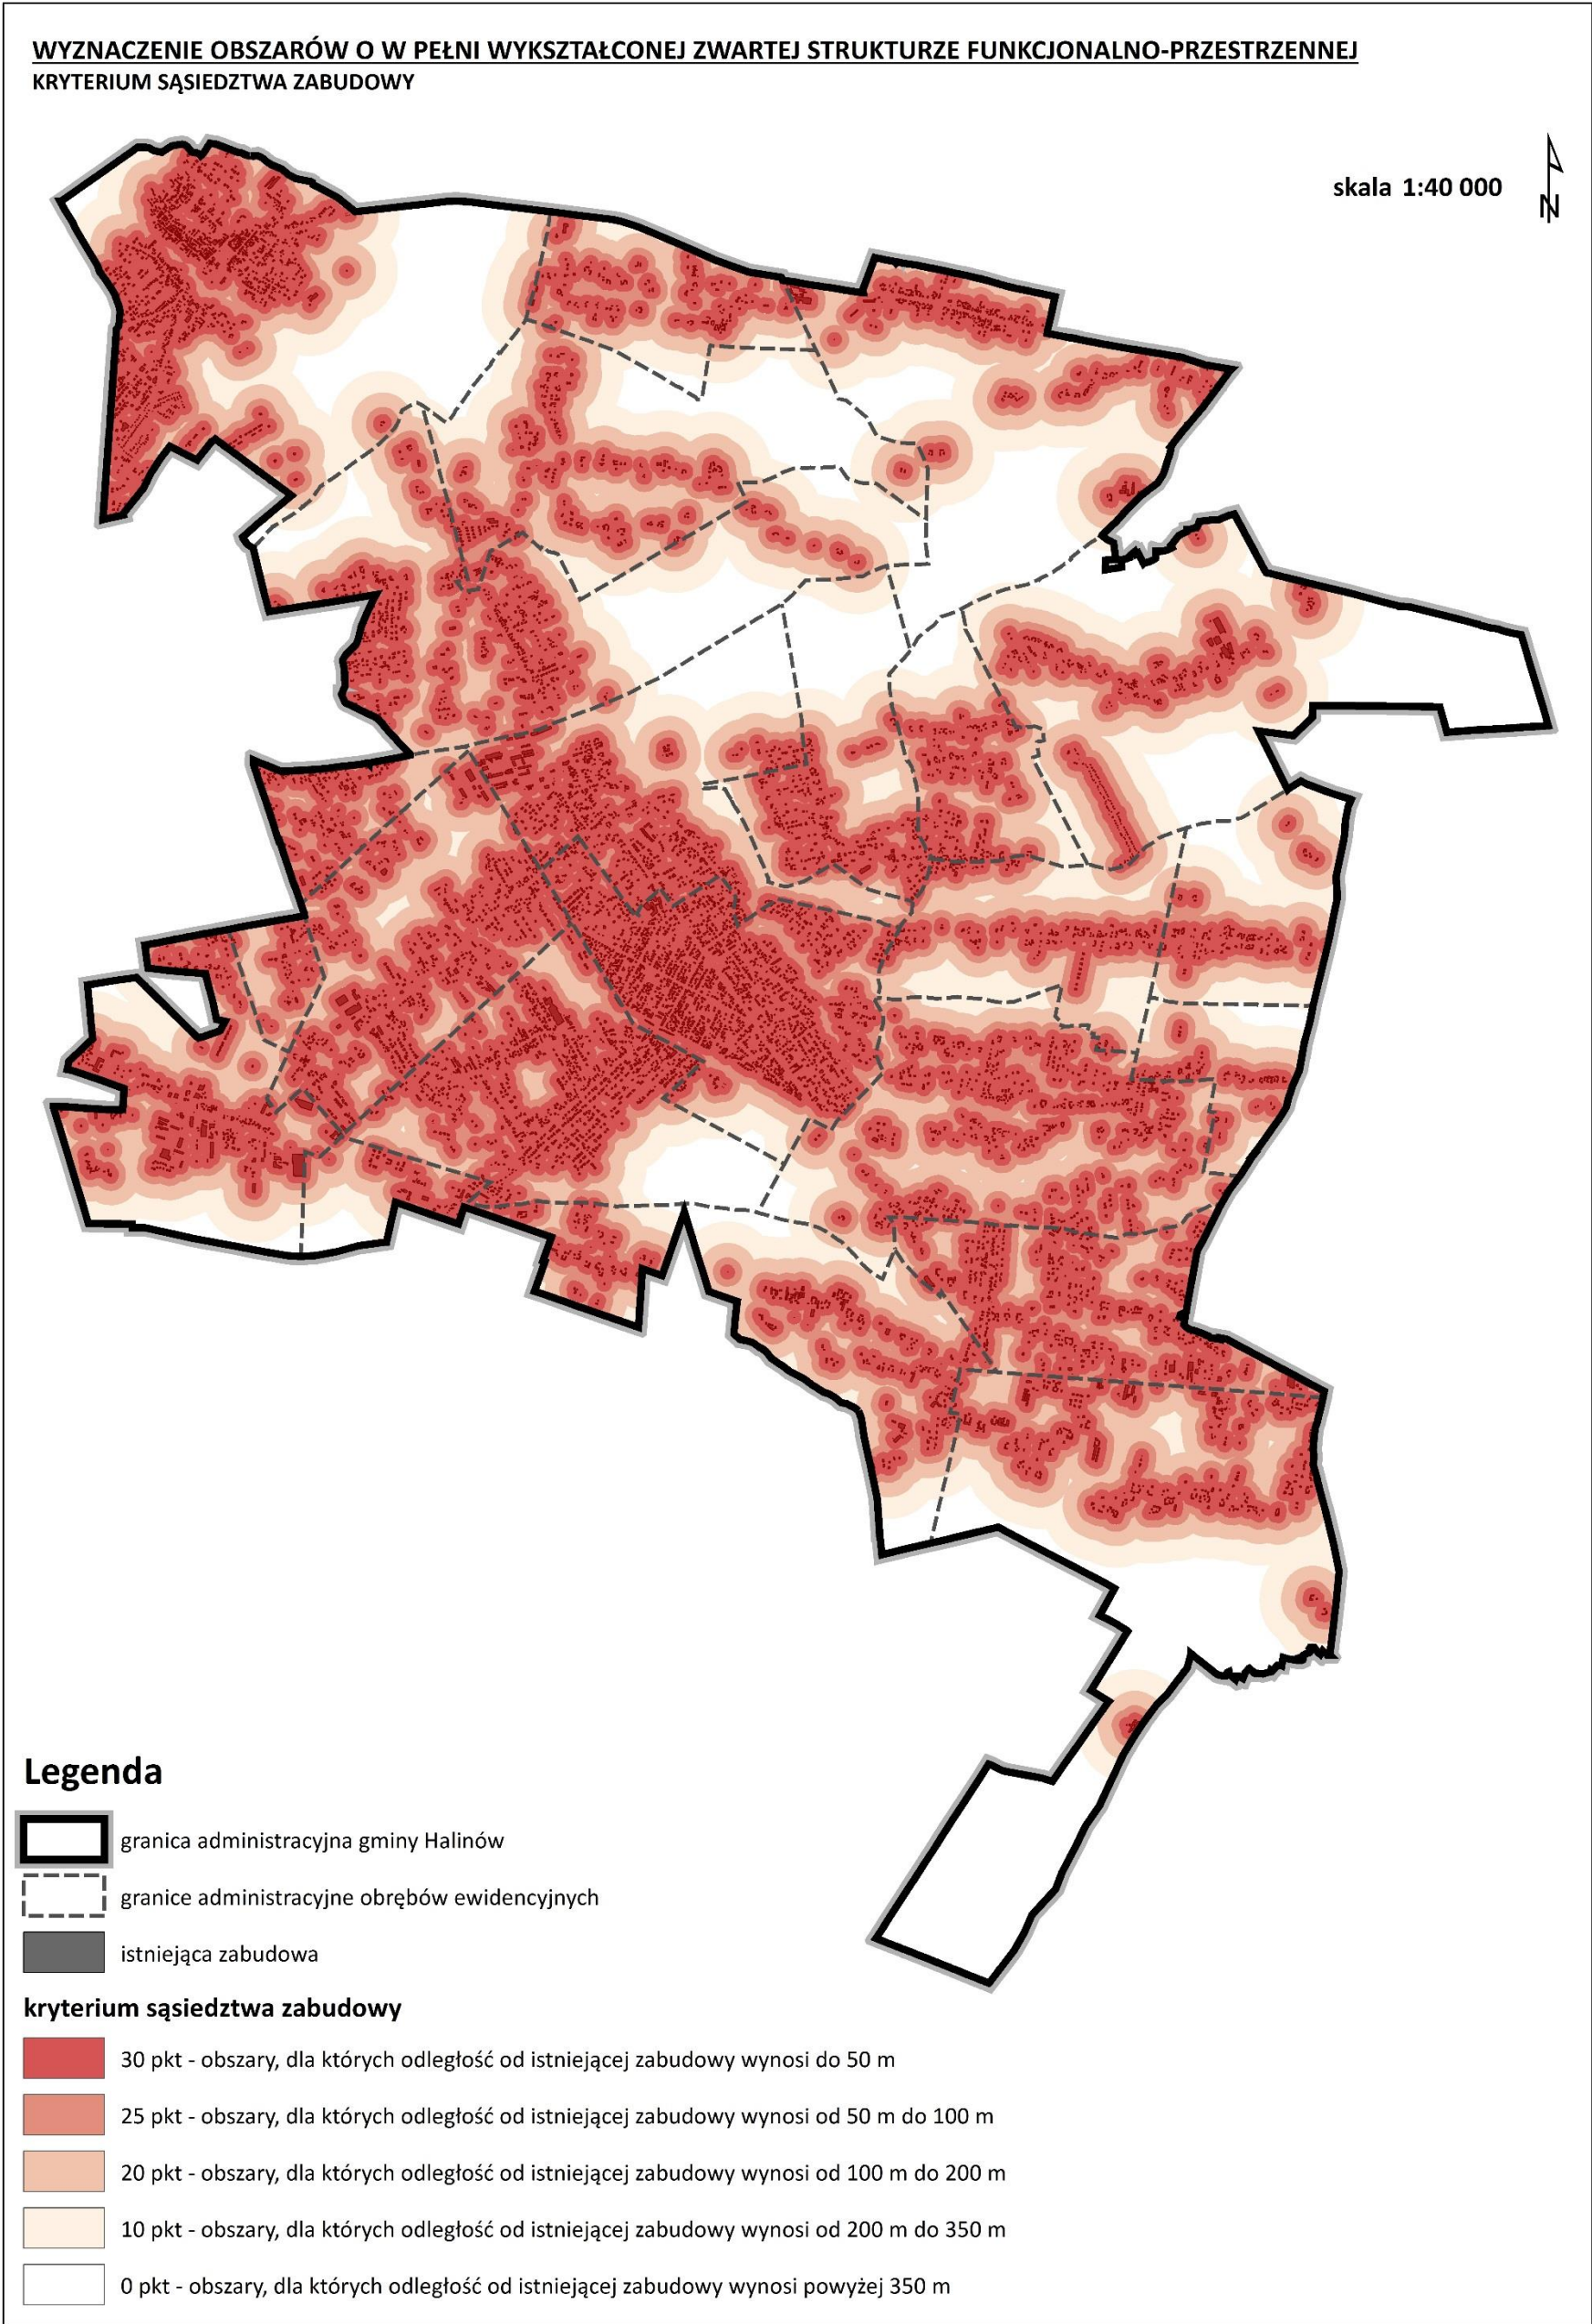 WYZNACZENIE OBSZARÓW O W PEŁNI WYKSZTAŁCONEJ ZWARTEJ STRUKTURZE FUNKCJONALNO-PRZESTRZENNEJ
KRYTERIUM SĄSIEDZTWA ZABUDOWY
skala 1:40 000
N
Legenda
granica administracyjna gminy Halinów
granice administracyjne obrębów ewidencyjnych
istniejąca zabudowa
kryterium sąsiedztwa zabudowy
30 pkt - obszary, dla których odległość od istniejącej zabudowy wynosi do 50 m
25 pkt - obszary, dla których odległość od istniejącej zabudowy wynosi od 50 m do 100 m
20 pkt - obszary, dla których odległość od istniejącej zabudowy wynosi od 100 m do 200 m
10 pkt - obszary, dla których odległość od istniejącej zabudowy wynosi od 200 m do 350 m
0 pkt - obszary, dla których odległość od istniejącej zabudowy wynosi powyżej 350 m